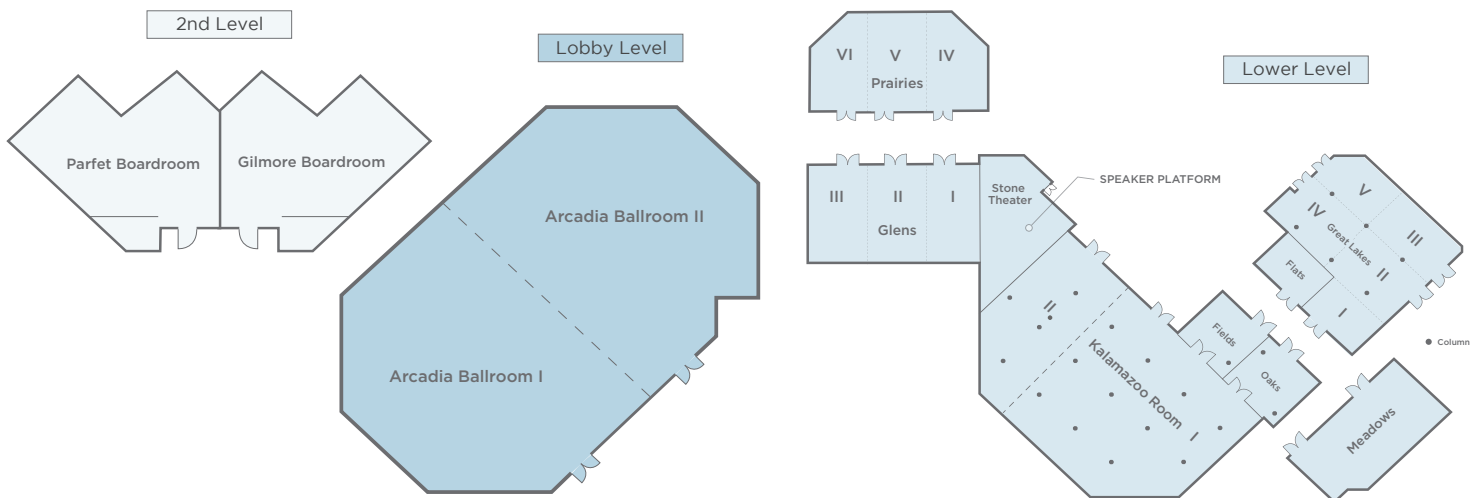 2nd Level
Parfet Boardroom
Gilmore Boardroom
Lobby Level
Arcadia Ballroom II
Arcadia Ballroom I
Lower Level
VI
V
IV
Prairies
III
II
I
Glens
Stone
Theater
SPEAKER PLATFORM
II
Kalamazoo Room I
Fields
Oaks
V
IV
III
Great Lakes
II
I
Flats
Column
Meadows